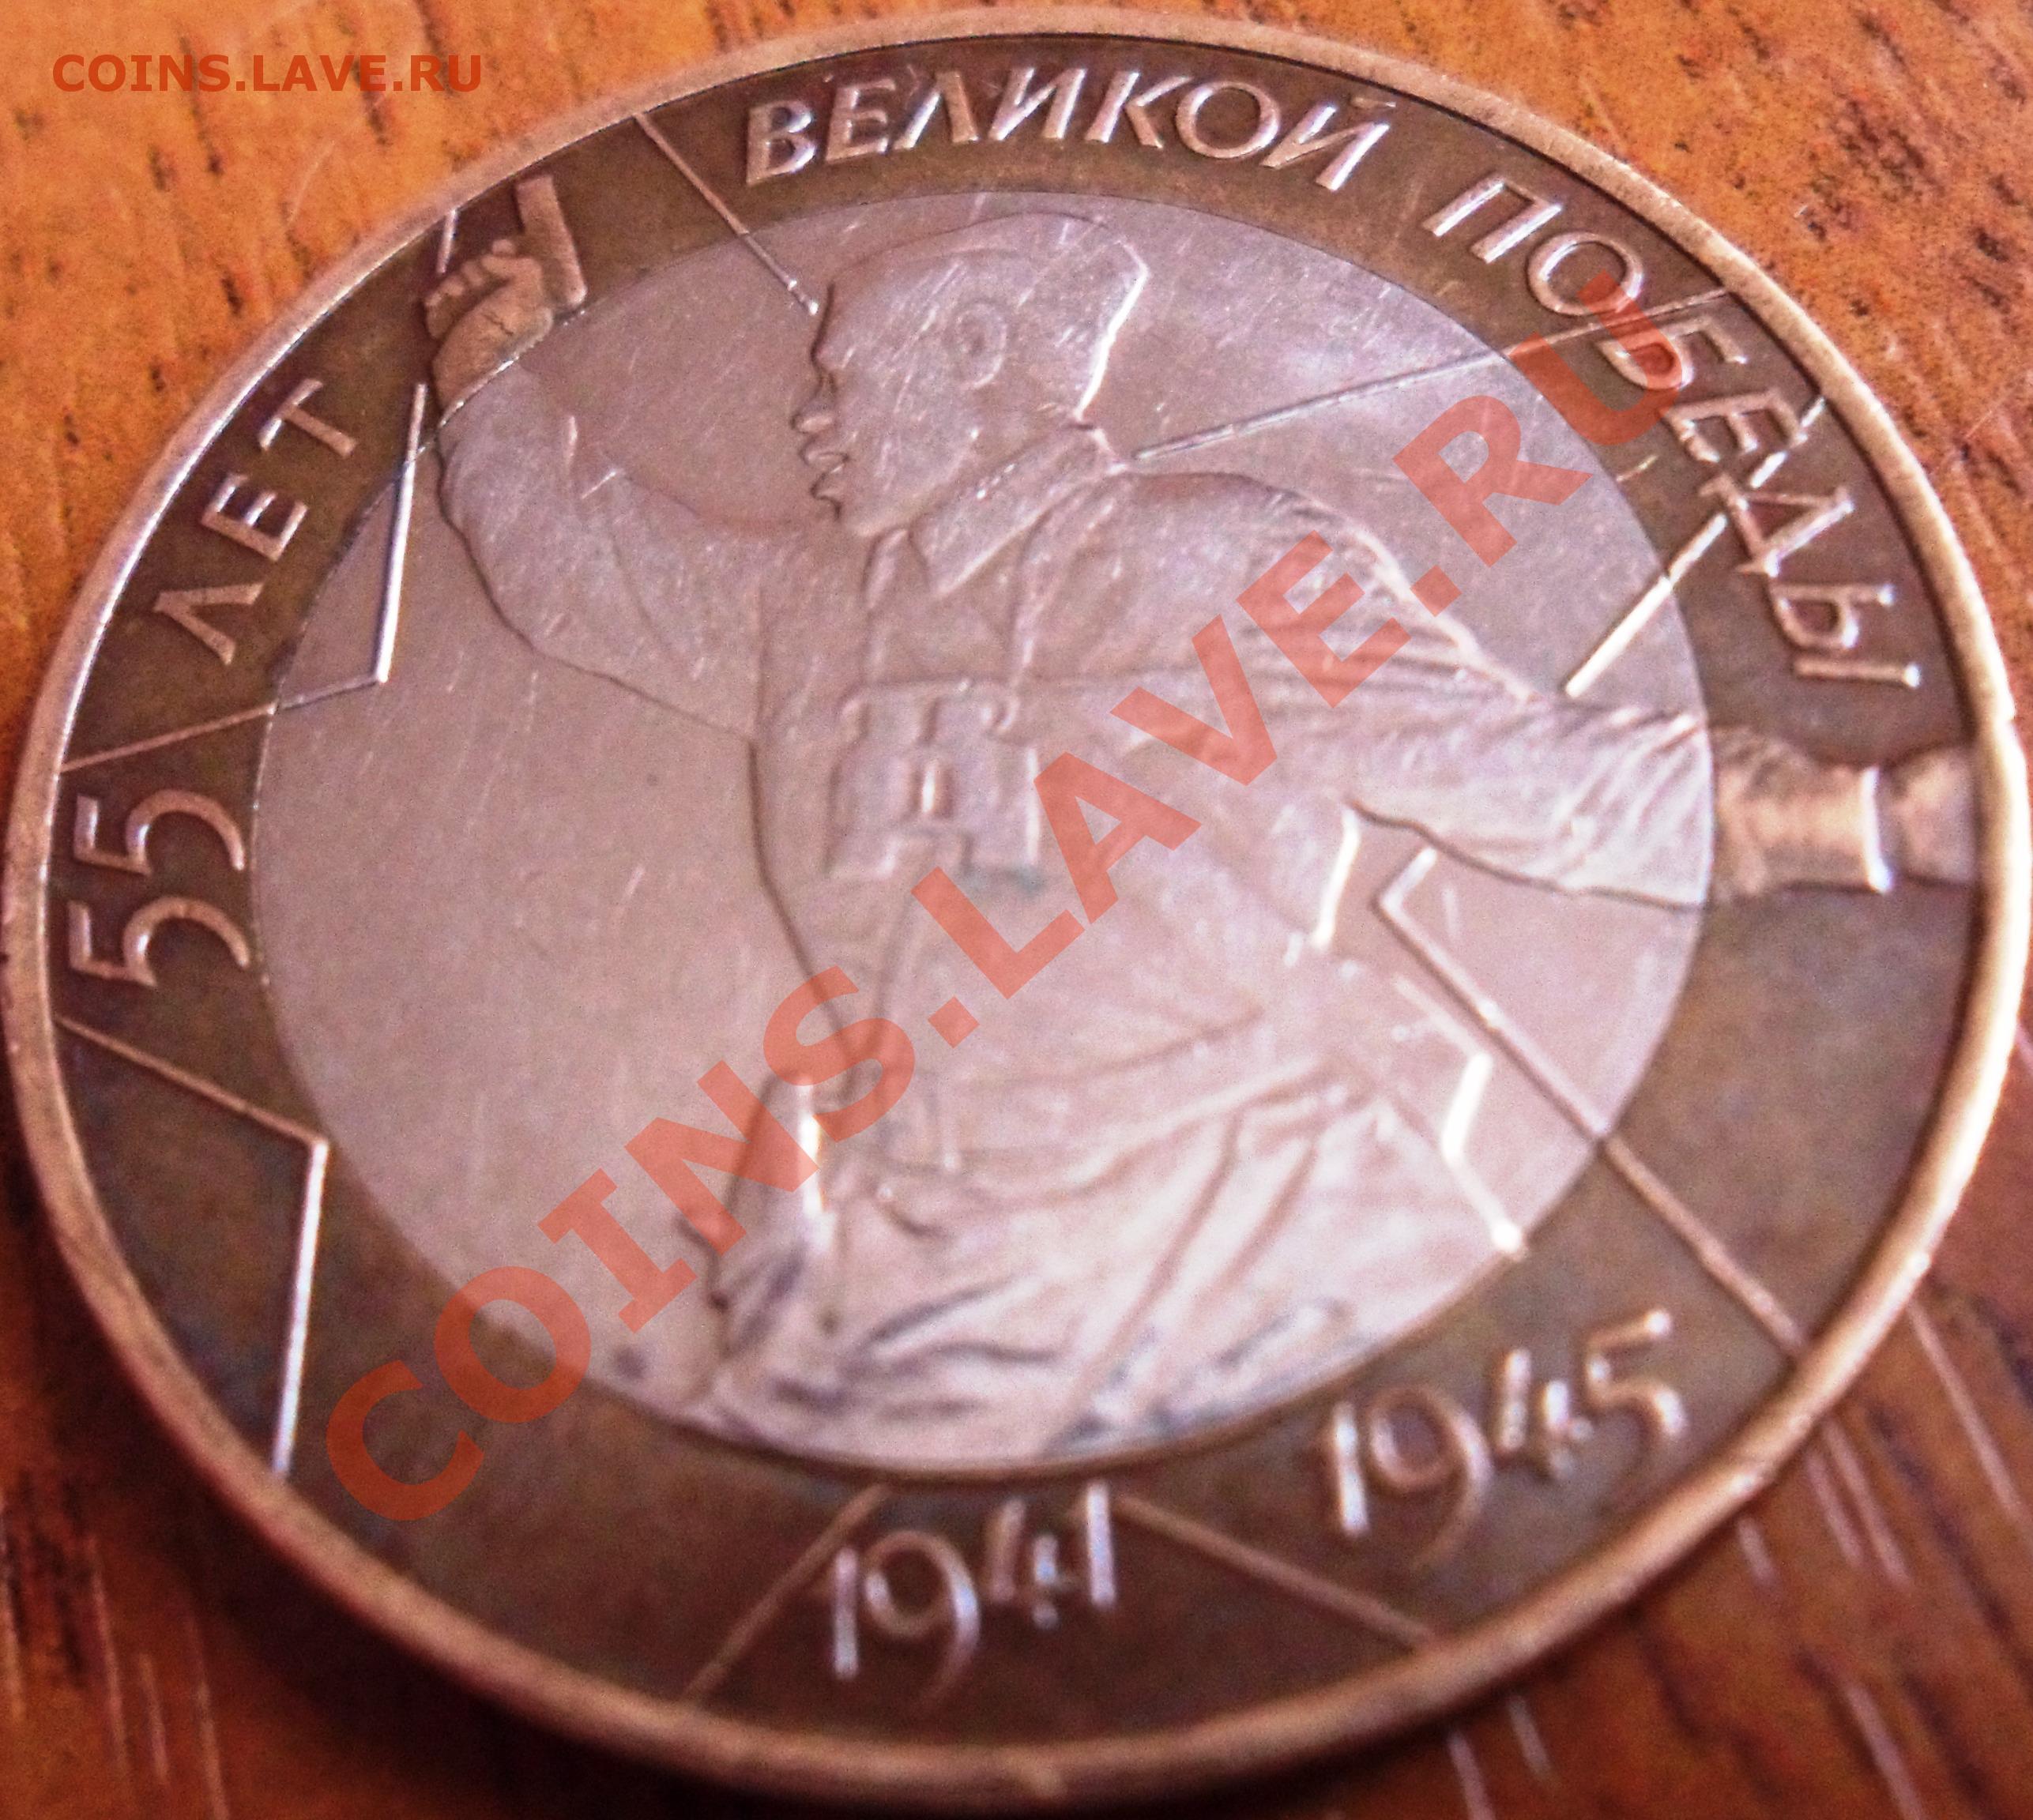 COINS.LAVE.RU
55 ЛЕТ ВЕЛИКОЙ ПОБЕДЫ
1941 1945
COINS.LAVE.RU